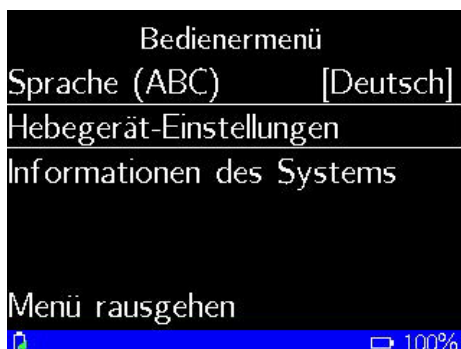 Bedienermenü
Sprache (ABC) [Deutsch]
Hebegerät-Einstellungen
Informationen des Systems
Menü rausgehen
100%